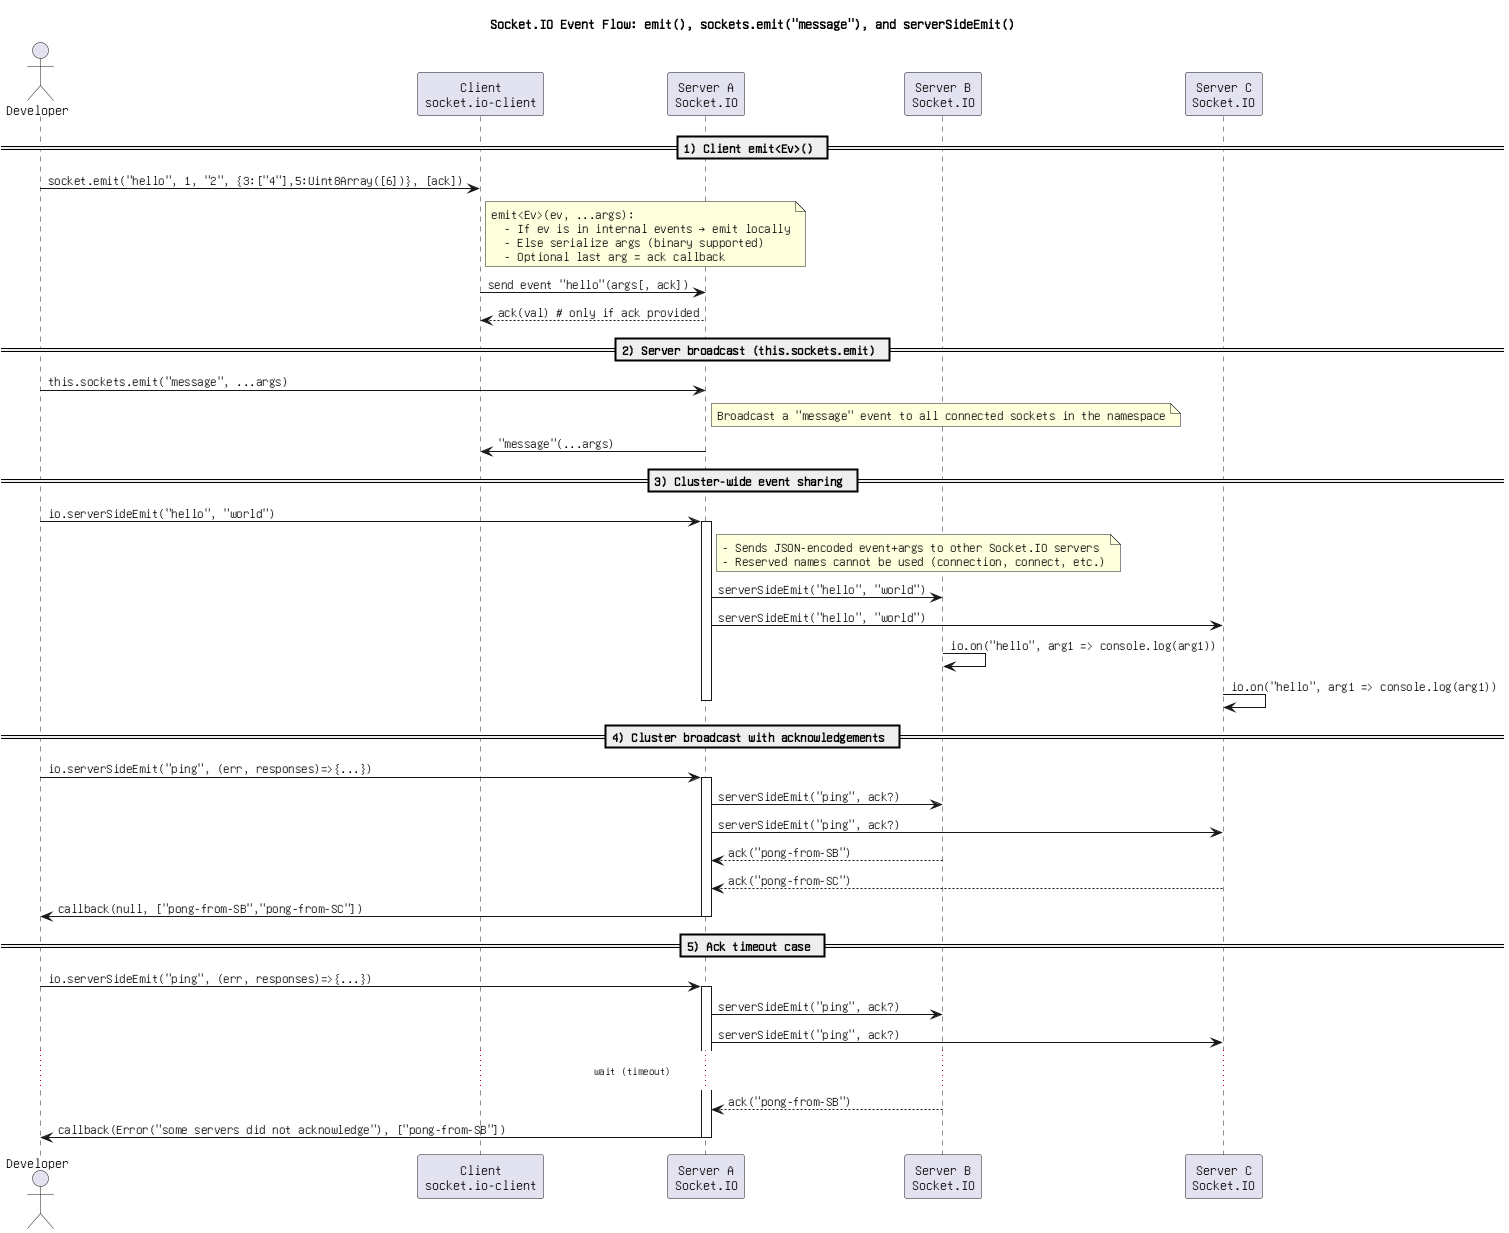 Socket.IO Event Flow: emit(), sockets.emit("message"), and serverSideEmit()
Developer
Client
socket.io-client
Server A
Socket.IO
Server B
Socket.IO
Server C
Socket.IO
1) Client emit<Ev>()
socket.emit("hello", 1, "2", {3:["4"],5:Uint8Array([6])}, [ack])
emit<Ev>(ev, ...args):
- If ev is in internal events → emit locally
- Else serialize args (binary supported)
- Optional last arg = ack callback
send event "hello"(args[, ack])
ack(val) # only if ack provided
2) Server broadcast (this.sockets.emit)
this.sockets.emit("message", ...args)
Broadcast a "message" event to all connected sockets in the namespace
"message"(...args)
3) Cluster-wide event sharing
io.serverSideEmit("hello", "world")
- Sends JSON-encoded event+args to other Socket.IO servers
- Reserved names cannot be used (connection, connect, etc.)
serverSideEmit("hello", "world")
serverSideEmit("hello", "world")
io.on("hello", arg1 => console.log(arg1))
io.on("hello", arg1 => console.log(arg1))
4) Cluster broadcast with acknowledgements
io.serverSideEmit("ping", (err, responses)=>{...})
serverSideEmit("ping", ack?)
serverSideEmit("ping", ack?)
ack("pong-from-SB")
ack("pong-from-SC")
callback(null, ["pong-from-SB","pong-from-SC"])
5) Ack timeout case
io.serverSideEmit("ping", (err, responses)=>{...})
serverSideEmit("ping", ack?)
serverSideEmit("ping", ack?)
wait (timeout)
ack("pong-from-SB")
callback(Error("some servers did not acknowledge"), ["pong-from-SB"])
Developer
Client
socket.io-client
Server A
Socket.IO
Server B
Socket.IO
Server C
Socket.IO